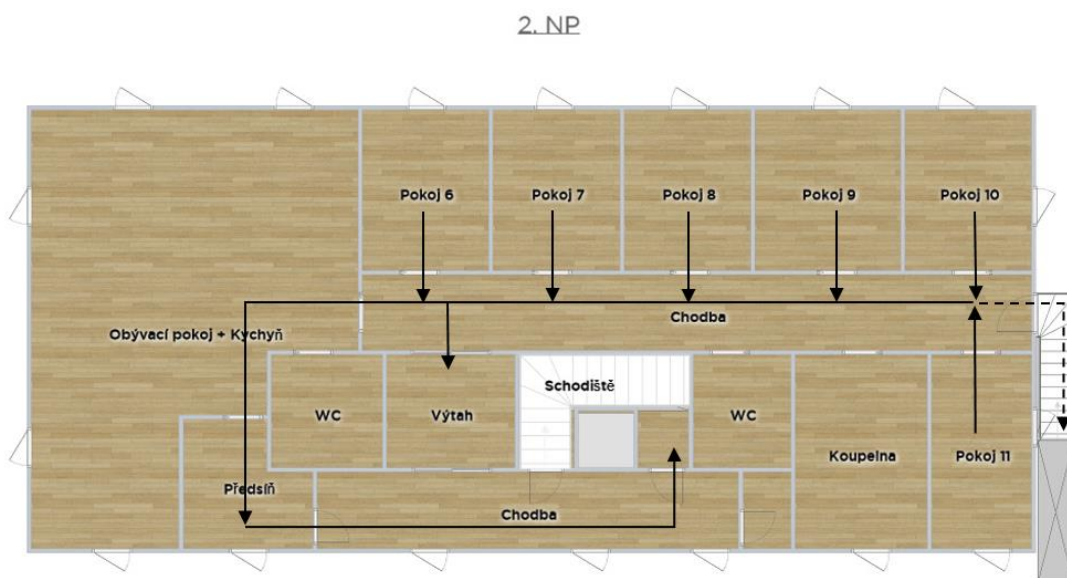 2. NP
Pokoj 6
Pokoj 7
Pokoj 8
Pokoj 9
Pokoj 10
Chodba
Obývací pokoj + Kychyň
Schodiště
WC
Výtah
WC
Koupelna
Pokoj 11
Předsíň
Chodba